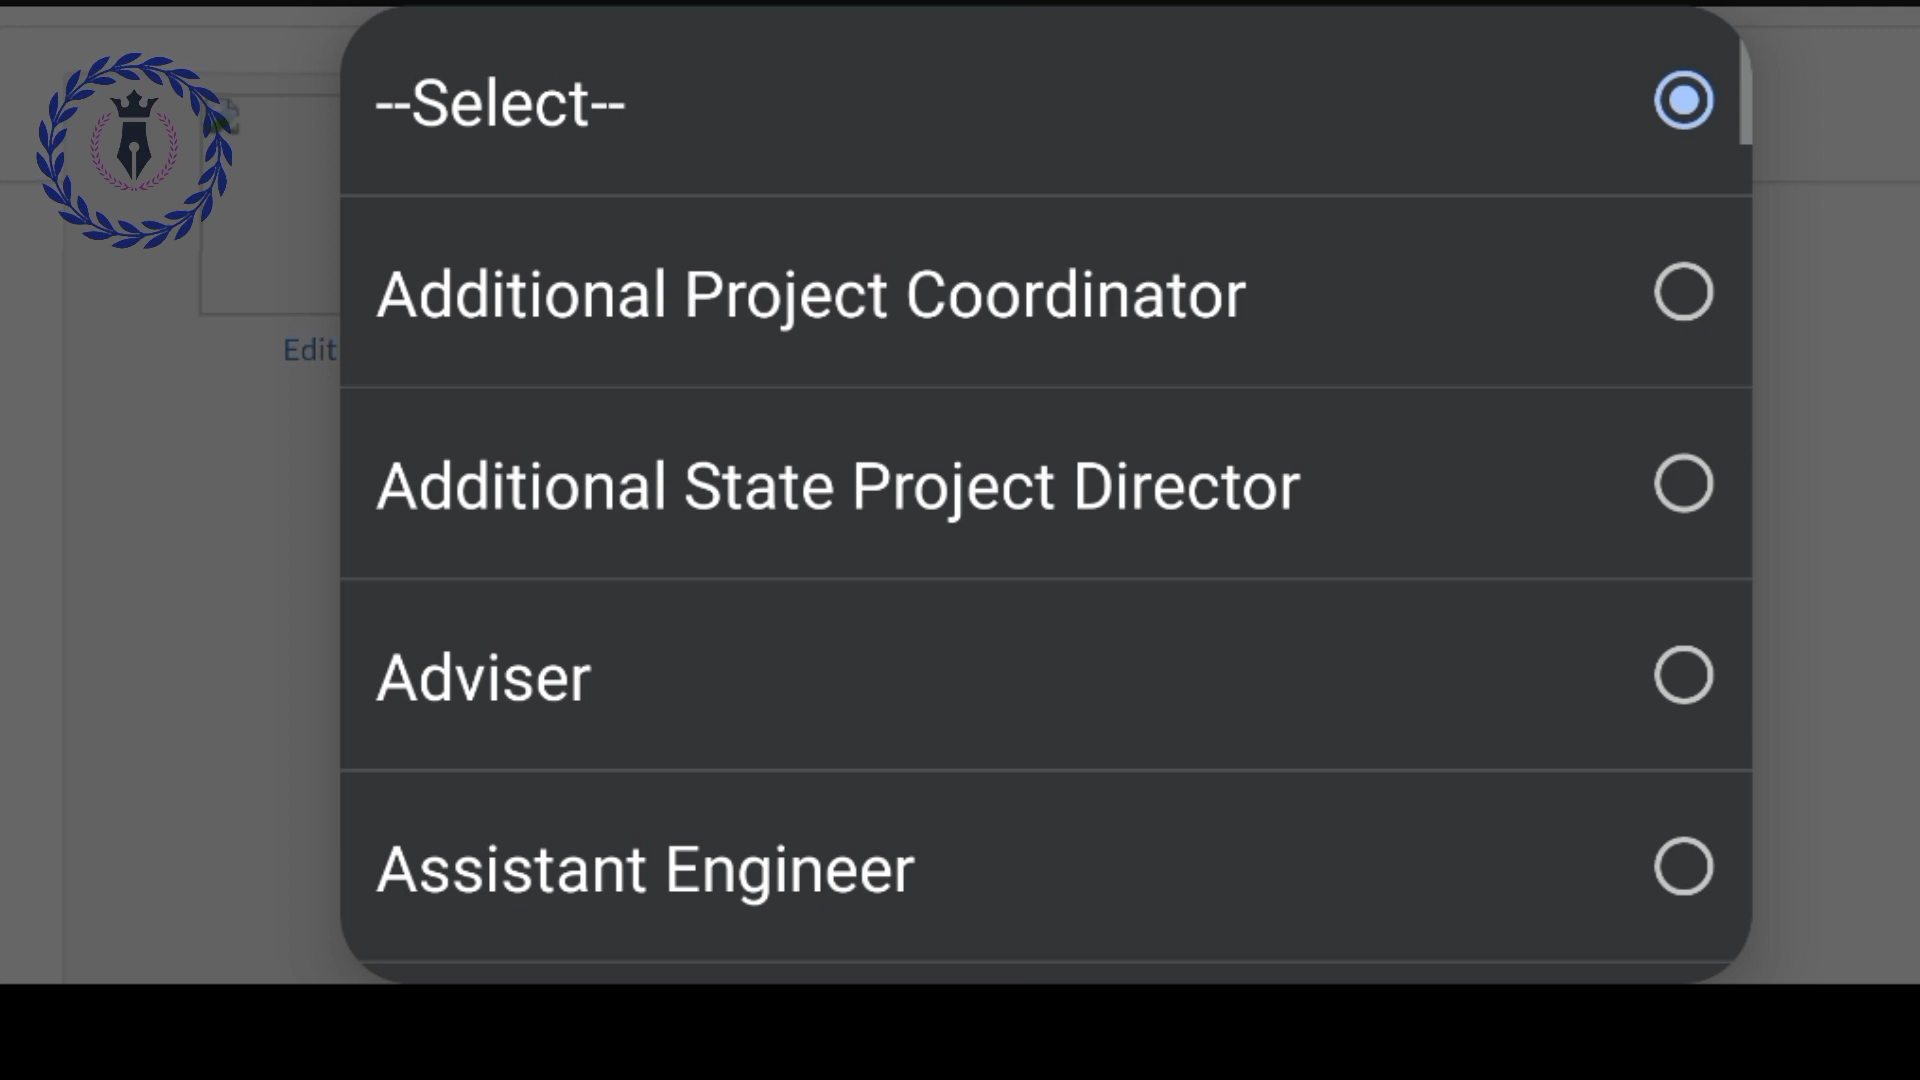 --Select--
Additional Project Coordinator
Edit
Additional State Project Director
Adviser
Assistant Engineer